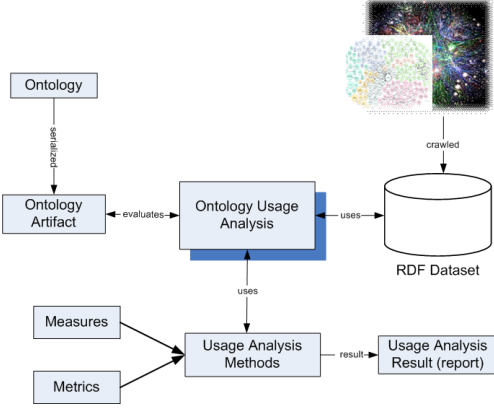 Ontology
crawled
serialized
Ontology
Artifact
evaluates
Ontology Usage
Analysis
uses
RDF Dataset
uses
Measures
Usage Analysis
Methods
result
Usage Analysis
Result (report)
Metrics